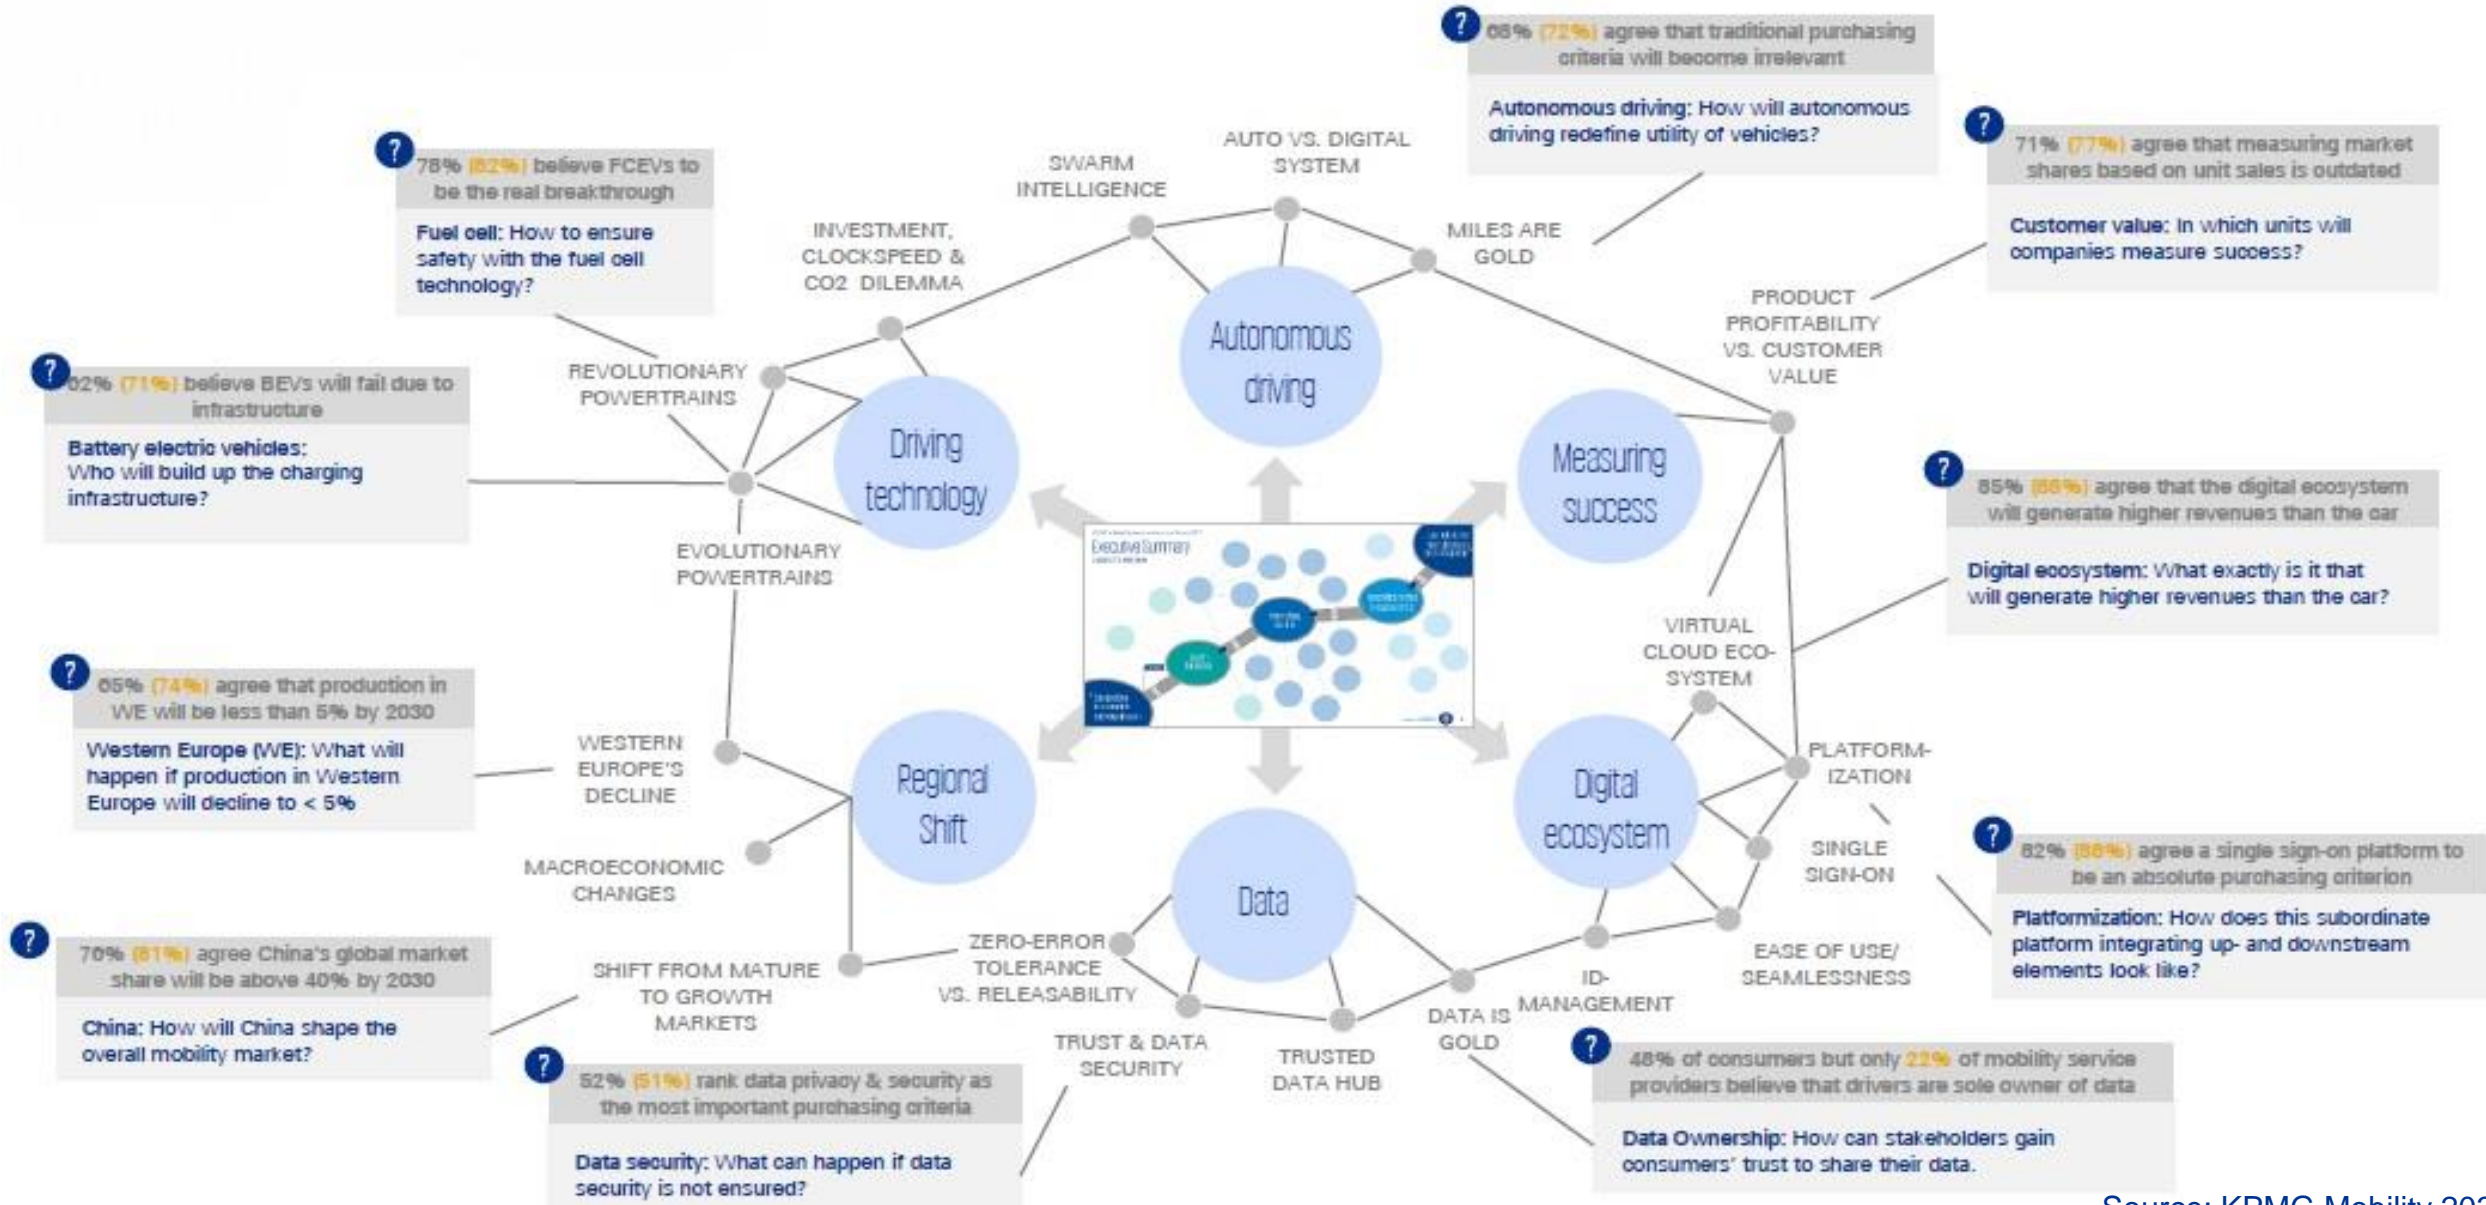 68% (72%) agree that traditional purchasing
criteria will become irrelevant
Autonomous driving: How will autonomous
driving redefine utility of vehicles?
71% (77%) agree that measuring market
shares based on unit sales is outdated
Customer value: In which units will
companies measure success?
78% (82%) believe FCEVs to
be the real breakthrough
Fuel cell: How to ensure
safety with the fuel cell
technology?
AUTO VS. DIGITAL
SYSTEM
SWARM
INTELLIGENCE
INVESTMENT,
CLOCKSPEED &
CO2 DILEMMA
MILES ARE
GOLD
PRODUCT
PROFITABILITY
VS. CUSTOMER
VALUE
62% (71%) believe BEVs will fail due to
infrastructure
Battery electric vehicles:
Who will build up the charging
infrastructure?
REVOLUTIONARY
POWERTRAINS
EVOLUTIONARY
POWERTRAINS
Driving
technology
Autonomous
driving
Measuring
success
85% agree that the digital ecosystem
will generate higher revenues than the car
Digital ecosystem: What exactly is it that
will generate higher revenues than the car?
Executive Summary
VIRTUAL
CLOUD ECO-
SYSTEM
65% (74%) agree that production in
WE will be less than 5% by 2030
Western Europe (WE): What will
happen if production in Western
Europe will decline to < 5%
WESTERN
EUROPE'S
DECLINE
MACROECONOMIC
CHANGES
Regional
Shift
Data
Digital
ecosystem
PLATFORM-
IZATION
SINGLE
SIGN-ON
82% agree a single sign-on platform to
be an absolute purchasing criterion
Platformization: How does this subordinate
platform integrating up- and downstream
elements look like?
EASE OF USE/
SEAMLESSNESS
ID-
MANAGEMENT
DATA IS
GOLD
TRUSTED
DATA HUB
TRUST & DATA
SECURITY
ZERO-ERROR
TOLERANCE
VS. RELEASABILITY
SHIFT FROM MATURE
TO GROWTH
MARKETS
(81%) agree China's global market
share will be above 40% by 2030
China: How will China shape the
overall mobility market?
52% (51%) rank data privacy & security as
the most important purchasing criteria
Data security: What can happen if data
security is not ensured?
48% of consumers but only 22% of mobility service
providers believe that drivers are sole owner of data
Data Ownership: How can stakeholders gain
consumers' trust to share their data.